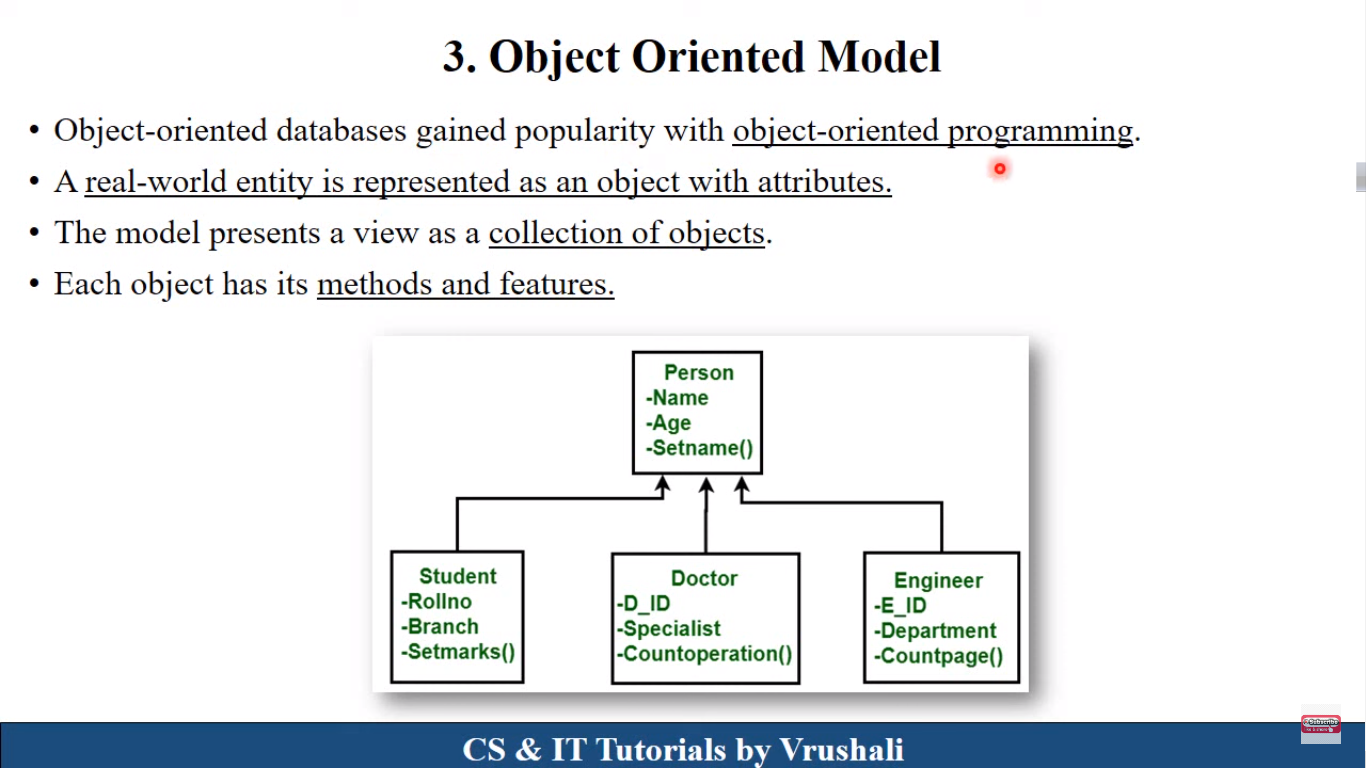 3. Object Oriented Model
• Object-oriented databases gained popularity with object-oriented programming.
• A real-world entity is represented as an object with attributes.
• The model presents a view as a collection of objects.
• Each object has its methods and features.
Person
-Name
-Age
-Setname()
Student
-Rollno
-Branch
-Setmarks()
Doctor
-D_ID
-Specialist
-Countoperation()
Engineer
-E_ID
-Department
-Countpage()
Subscribe
CS & IT Tutorials by Vrushali